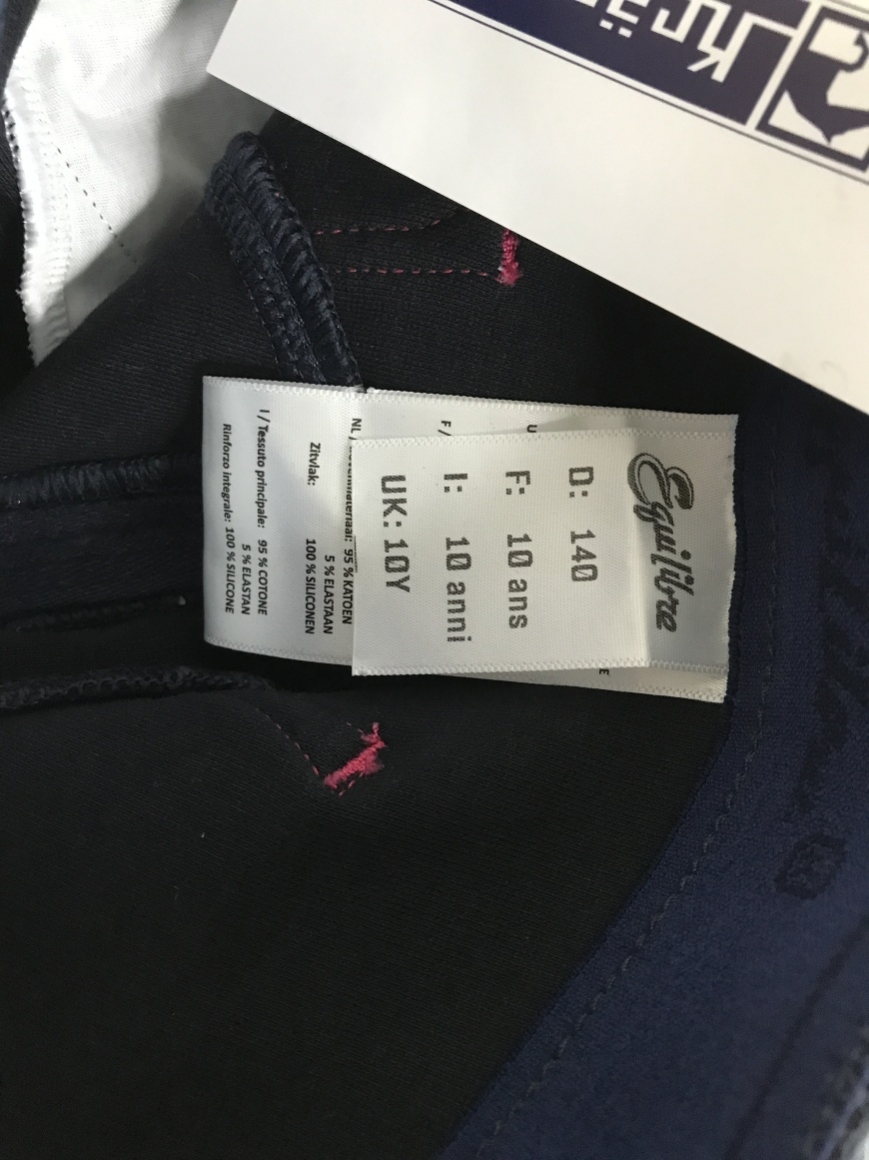 Krä
Equilibre
D: 140
F: 10 ans
I: 10 anni
UK: 10Y
U
F /
NL /
95 % KATOEN
5 % ELASTAAN
Zitvlak: 100 % SILICONEN
I / Tessuto principale: 95 % COTONE
5 % ELASTAN
Rinforzo integrale: 100 % SILICONE